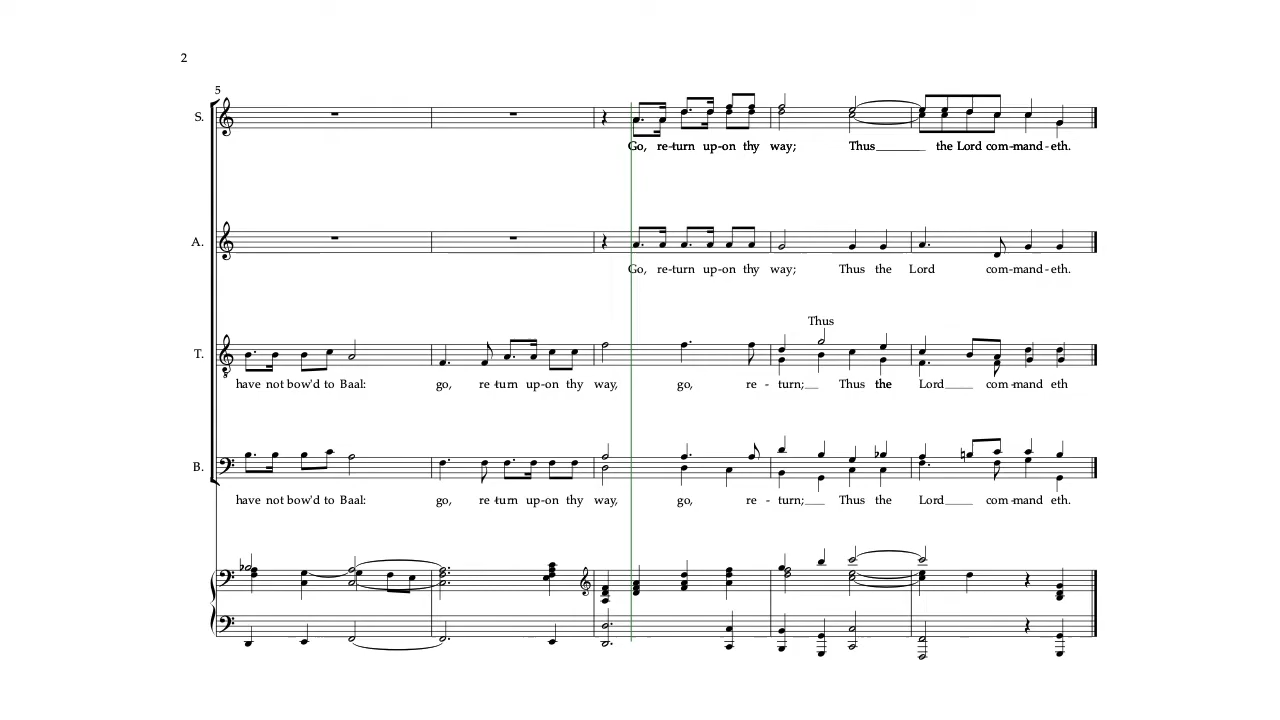 2
5
S.
Go, re-turn up-on thy way; Thus the Lord com-mand-eth.
A.
Go, re-turn up-on thy way; Thus the Lord com-mand-eth.
Thus
T.
have not bow'd to Baal: go, re-turn up-on thy way, go, re - turn; Thus the Lord com-mand eth
B.
have not bow'd to Baal: go, re-turn up-on thy way, go, re - turn; Thus the Lord com-mand eth.